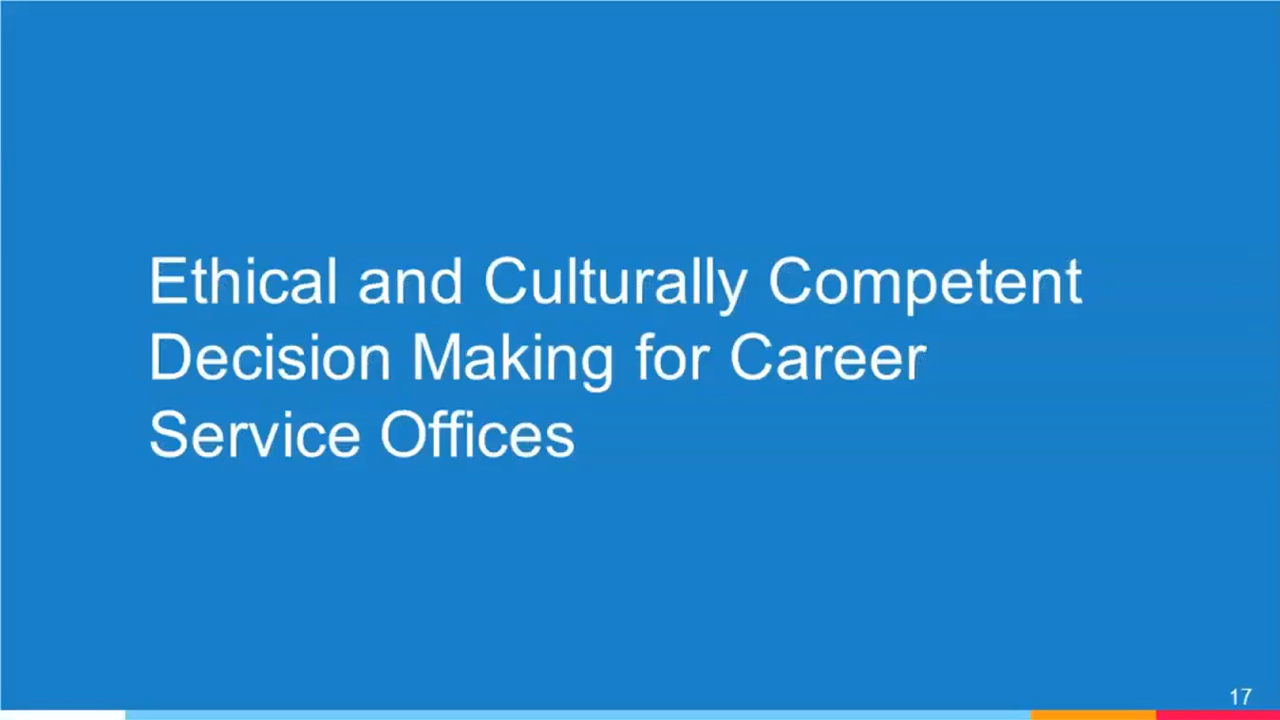 Ethical and Culturally Competent
Decision Making for Career
Service Offices
17